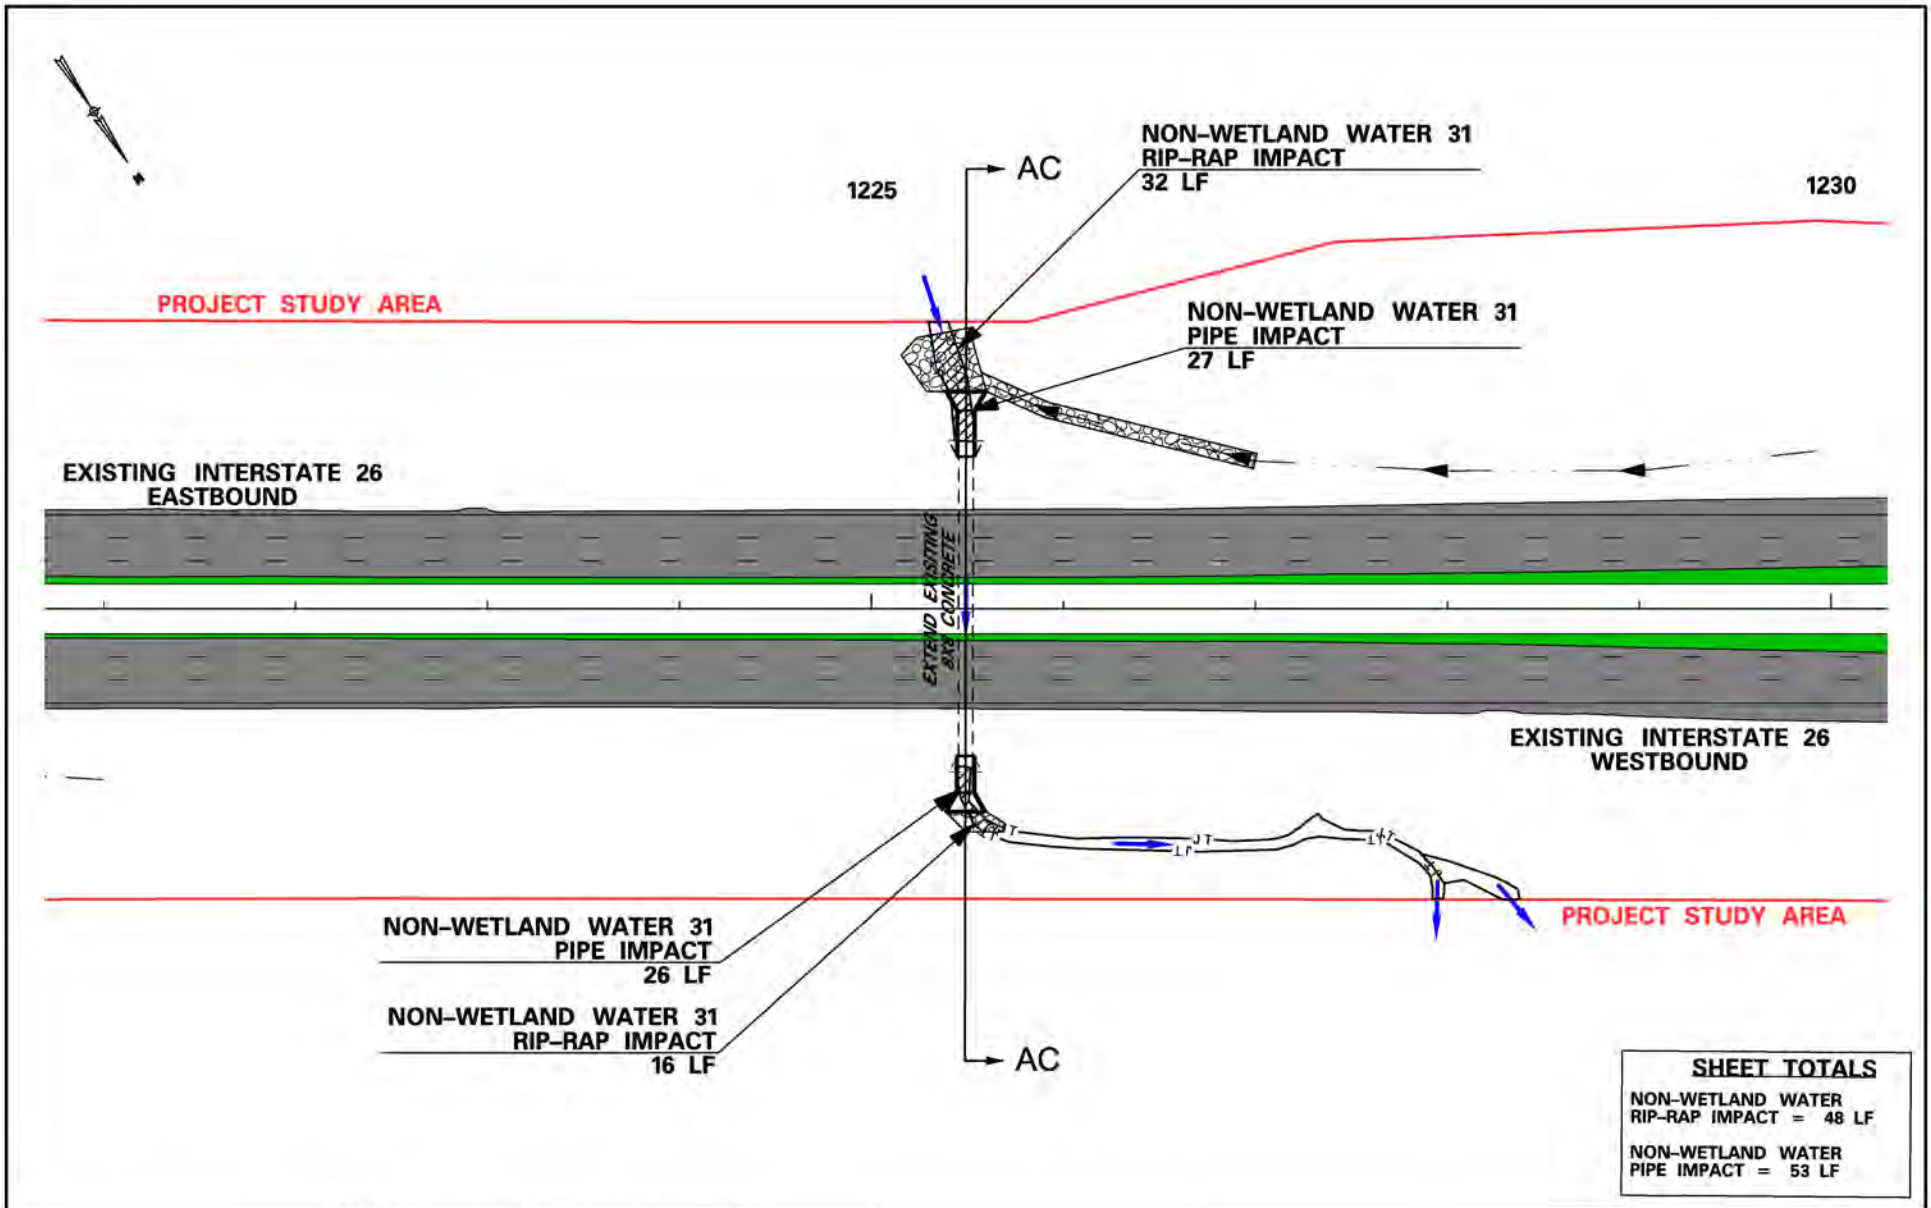 NON-WETLAND WATER 31
RIP-RAP IMPACT
32 LF
AC
1225
1230
PROJECT STUDY AREA
NON-WETLAND WATER 31
PIPE IMPACT
27 LF
EXISTING INTERSTATE 26
EASTBOUND
EXTEND EXISITING
8X8 CONCRETE
EXISTING INTERSTATE 26
WESTBOUND
PROJECT STUDY AREA
NON-WETLAND WATER 31
PIPE IMPACT
26 LF
NON-WETLAND WATER 31
RIP-RAP IMPACT
16 LF
AC
SHEET TOTALS
NON-WETLAND WATER
RIP-RAP IMPACT = 48 LF
NON-WETLAND WATER
PIPE IMPACT = 53 LF